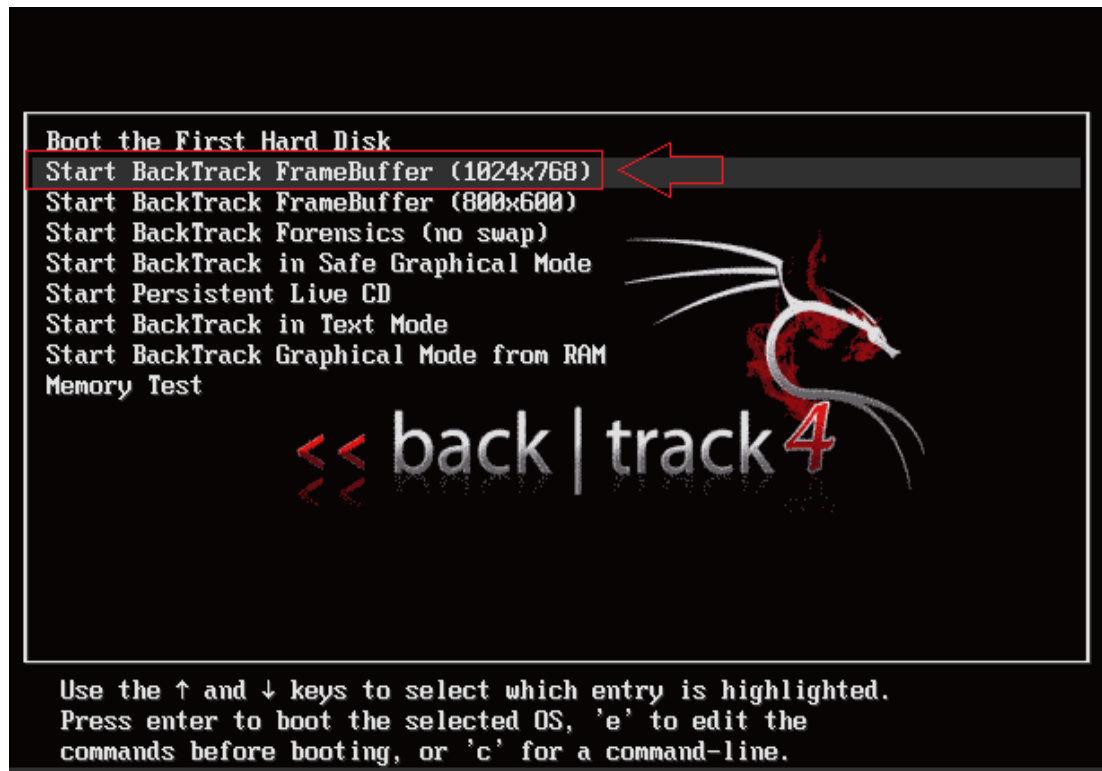 Boot the First Hard Disk
Start BackTrack FrameBuffer (1024x768)
Start BackTrack FrameBuffer (800x600)
Start BackTrack Forensics (no swap)
Start BackTrack in Safe Graphical Mode
Start Persistent Live CD
Start BackTrack in Text Mode
Start BackTrack Graphical Mode from RAM
Memory Test
<< back | track 4
Use the ↑ and ↓ keys to select which entry is highlighted.
Press enter to boot the selected OS, 'e' to edit the
commands before booting, or 'c' for a command-line.